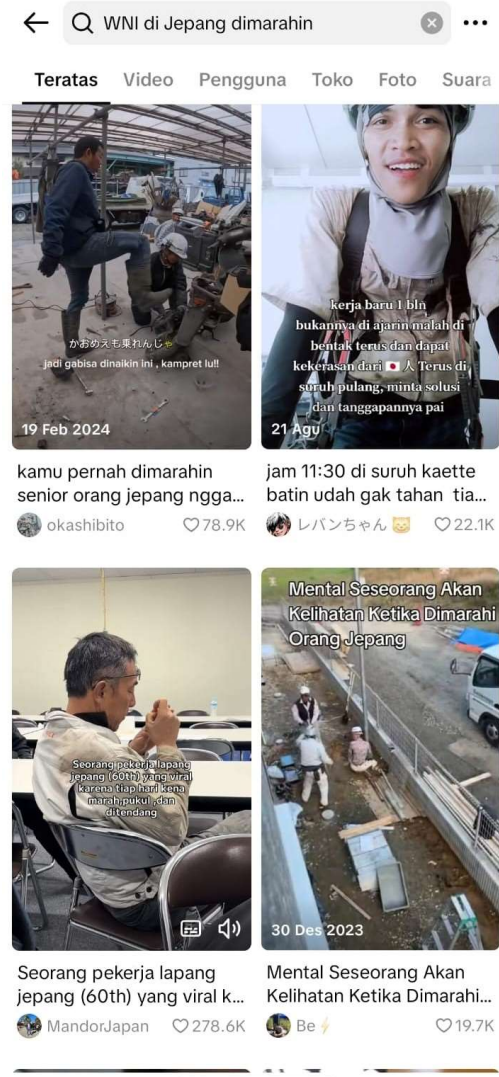 WNI di Jepang dimarahin
Teratas Video Pengguna Toko Foto Suara
かおめえも乗れんじゃ
jadi gabisa dinaikin ini , kampret lu!!
19 Feb 2024
kamu pernah dimarahin
senior orang jepang ngga...
okashibito 78.9K
kerja baru 1 bln
bukannya di ajarin malah di
bentak terus dan dapat
kekerasan dari 🇯🇵人 Terus di
suruh pulang, minta solusi
dan tanggapannya pai
21 Agu
jam 11:30 di suruh kaette
batin udah gak tahan tia...
レバンちゃん 😺 22.1K
Seorang pekerja lapang
jepang (60th) yang viral
karena tiap hari kena
marah,pukul ,dan
ditendang
Seorang pekerja lapang
jepang (60th) yang viral k...
MandorJapan 278.6K
Mental Seseorang Akan
Kelihatan Ketika Dimarahi
Orang Jepang
30 Des 2023
Mental Seseorang Akan
Kelihatan Ketika Dimarahi...
Be⚡ 19.7K